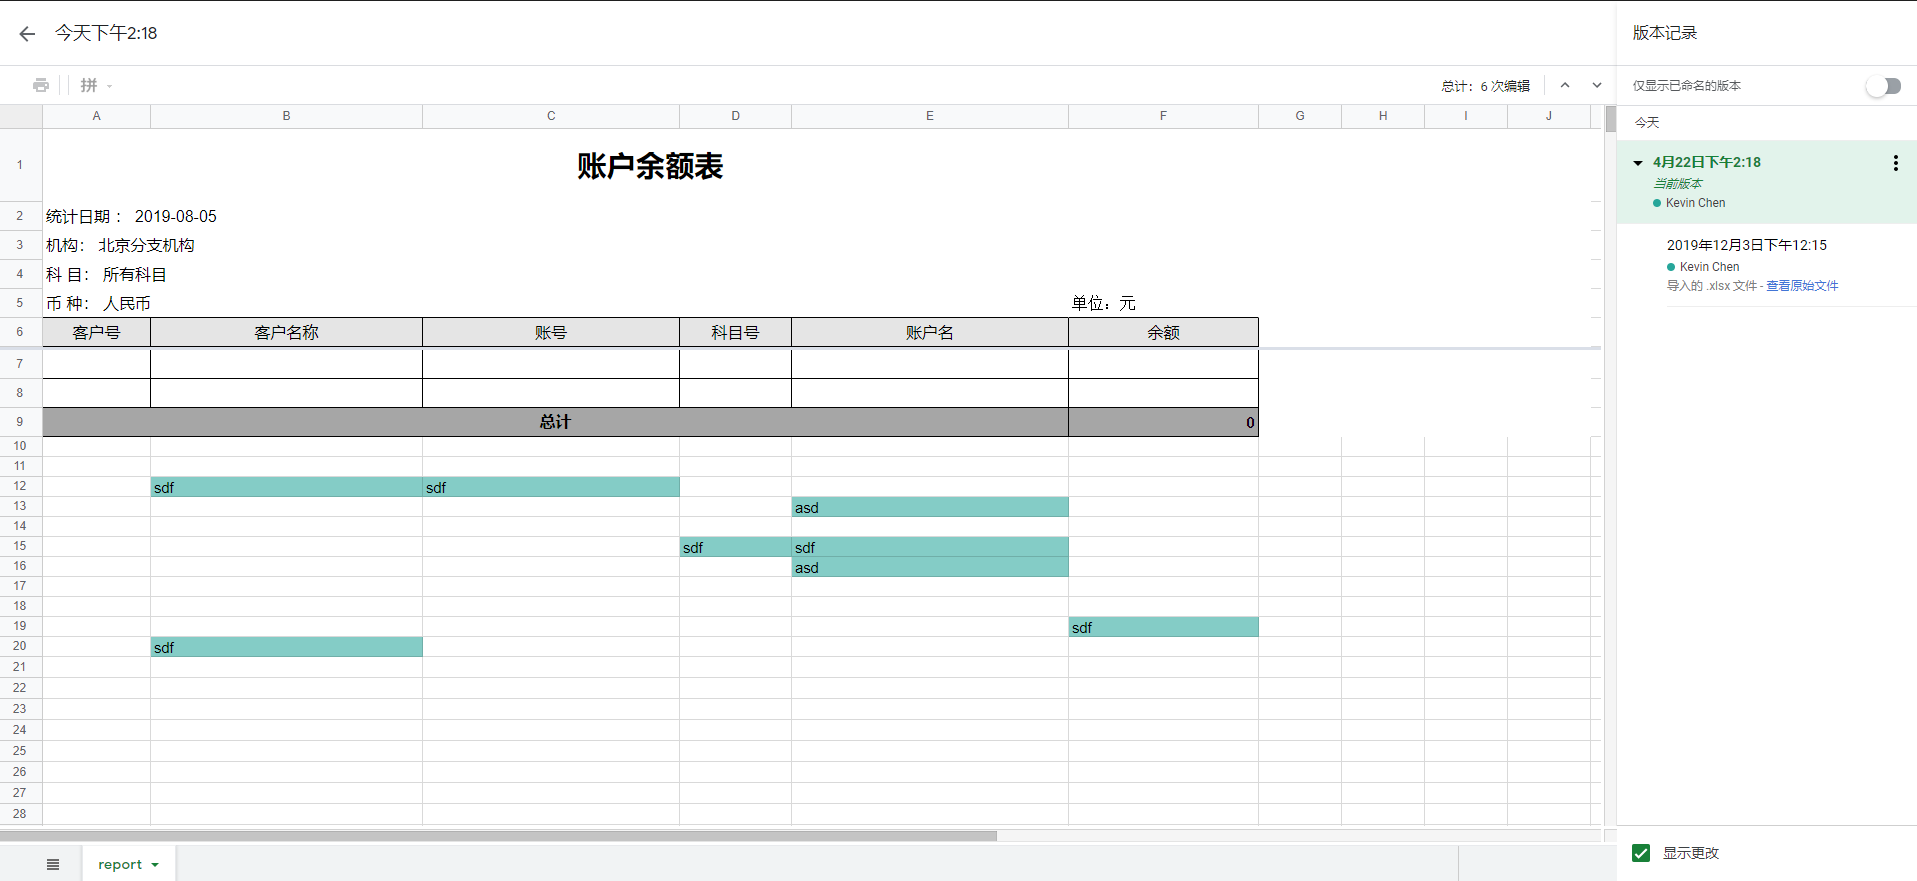 今天下午2:18
版本记录
拼
总计：6 次编辑
仅显示已命名的版本
A B C D E F G H I J
今天
1 账户余额表
4月22日下午2:18
当前版本
Kevin Chen
2 统计日期： 2019-08-05
3 机构： 北京分支机构
2019年12月3日下午12:15
Kevin Chen
导入的 .xlsx 文件 - 查看原始文件
4 科 目： 所有科目
5 币 种： 人民币 单位：元
6 客户号 客户名称 账号 科目号 账户名 余额
7
8
9 总计 0
10
11
12 sdf sdf
13 asd
14
15 sdf sdf
16 asd
17
18
19 sdf
20 sdf
21
22
23
24
25
26
27
28
report
显示更改